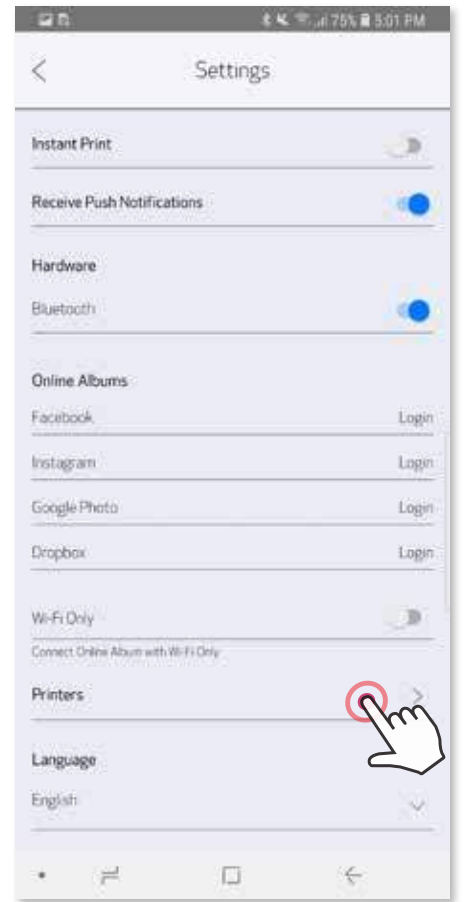 75% 5:01 PM
Settings
Instant Print
Receive Push Notifications
Hardware
Bluetooth
Online Albums
Facebook Login
Instagram Login
Google Photo Login
Dropbox Login
Wi-Fi Only
Connect Online Album with Wi-Fi Only
Printers
Language
English